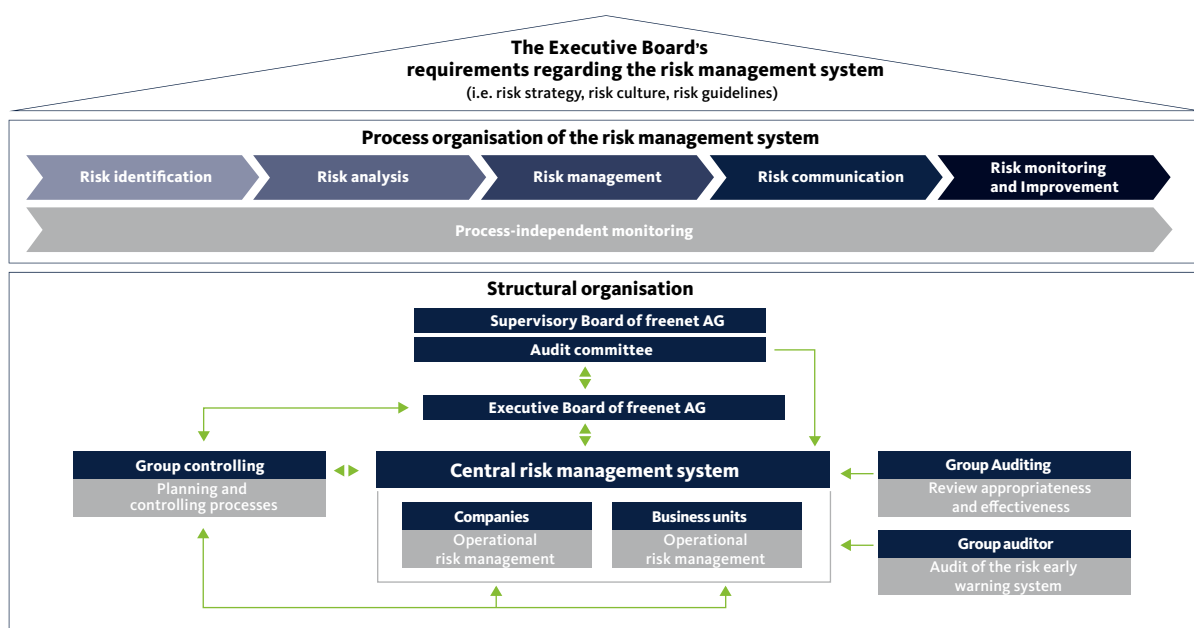 The Executive Board's
requirements regarding the risk management system
(i.e. risk strategy, risk culture, risk guidelines)
Process organisation of the risk management system
Risk identification
Risk analysis
Risk management
Risk communication
Risk monitoring
and Improvement
Process-independent monitoring
Structural organisation
Supervisory Board of freenet AG
Audit committee
Executive Board of freenet AG
Group controlling
Planning and
controlling processes
Central risk management system
Companies
Operational
risk management
Business units
Operational
risk management
Group Auditing
Review appropriateness
and effectiveness
Group auditor
Audit of the risk early
warning system